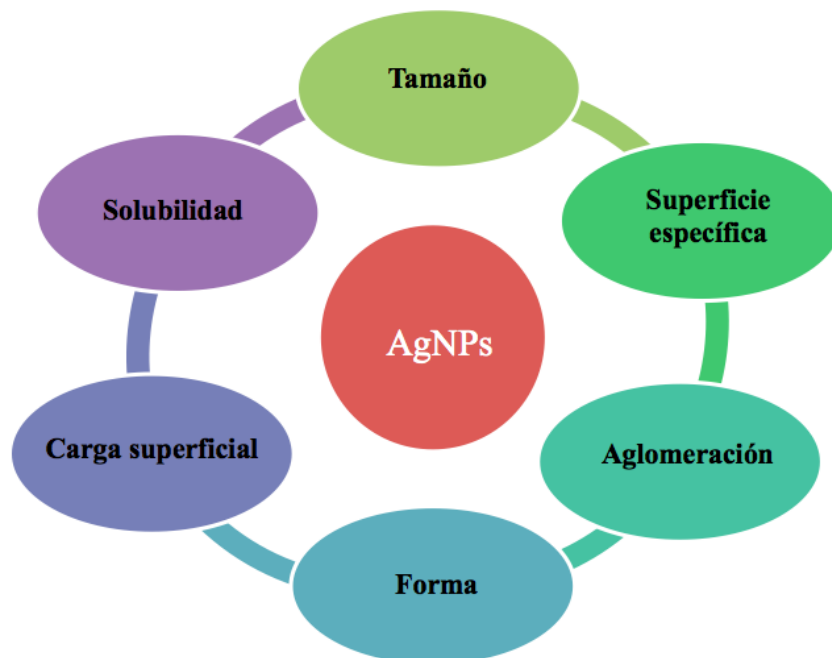 Tamaño
Superficie
específica
Aglomeración
Forma
Carga superficial
Solubilidad
AgNPs